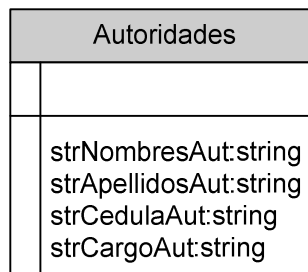 Autoridades
strNombresAut:string
strApellidosAut:string
strCedulaAut:string
strCargoAut:string